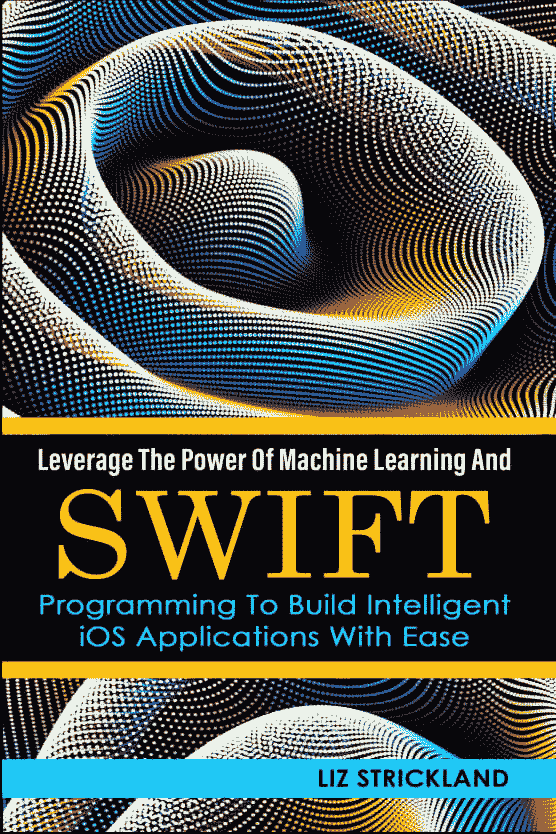 Leverage The Power Of Machine Learning And
SWIFT
Programming To Build Intelligent
iOS Applications With Ease
LIZ STRICKLAND